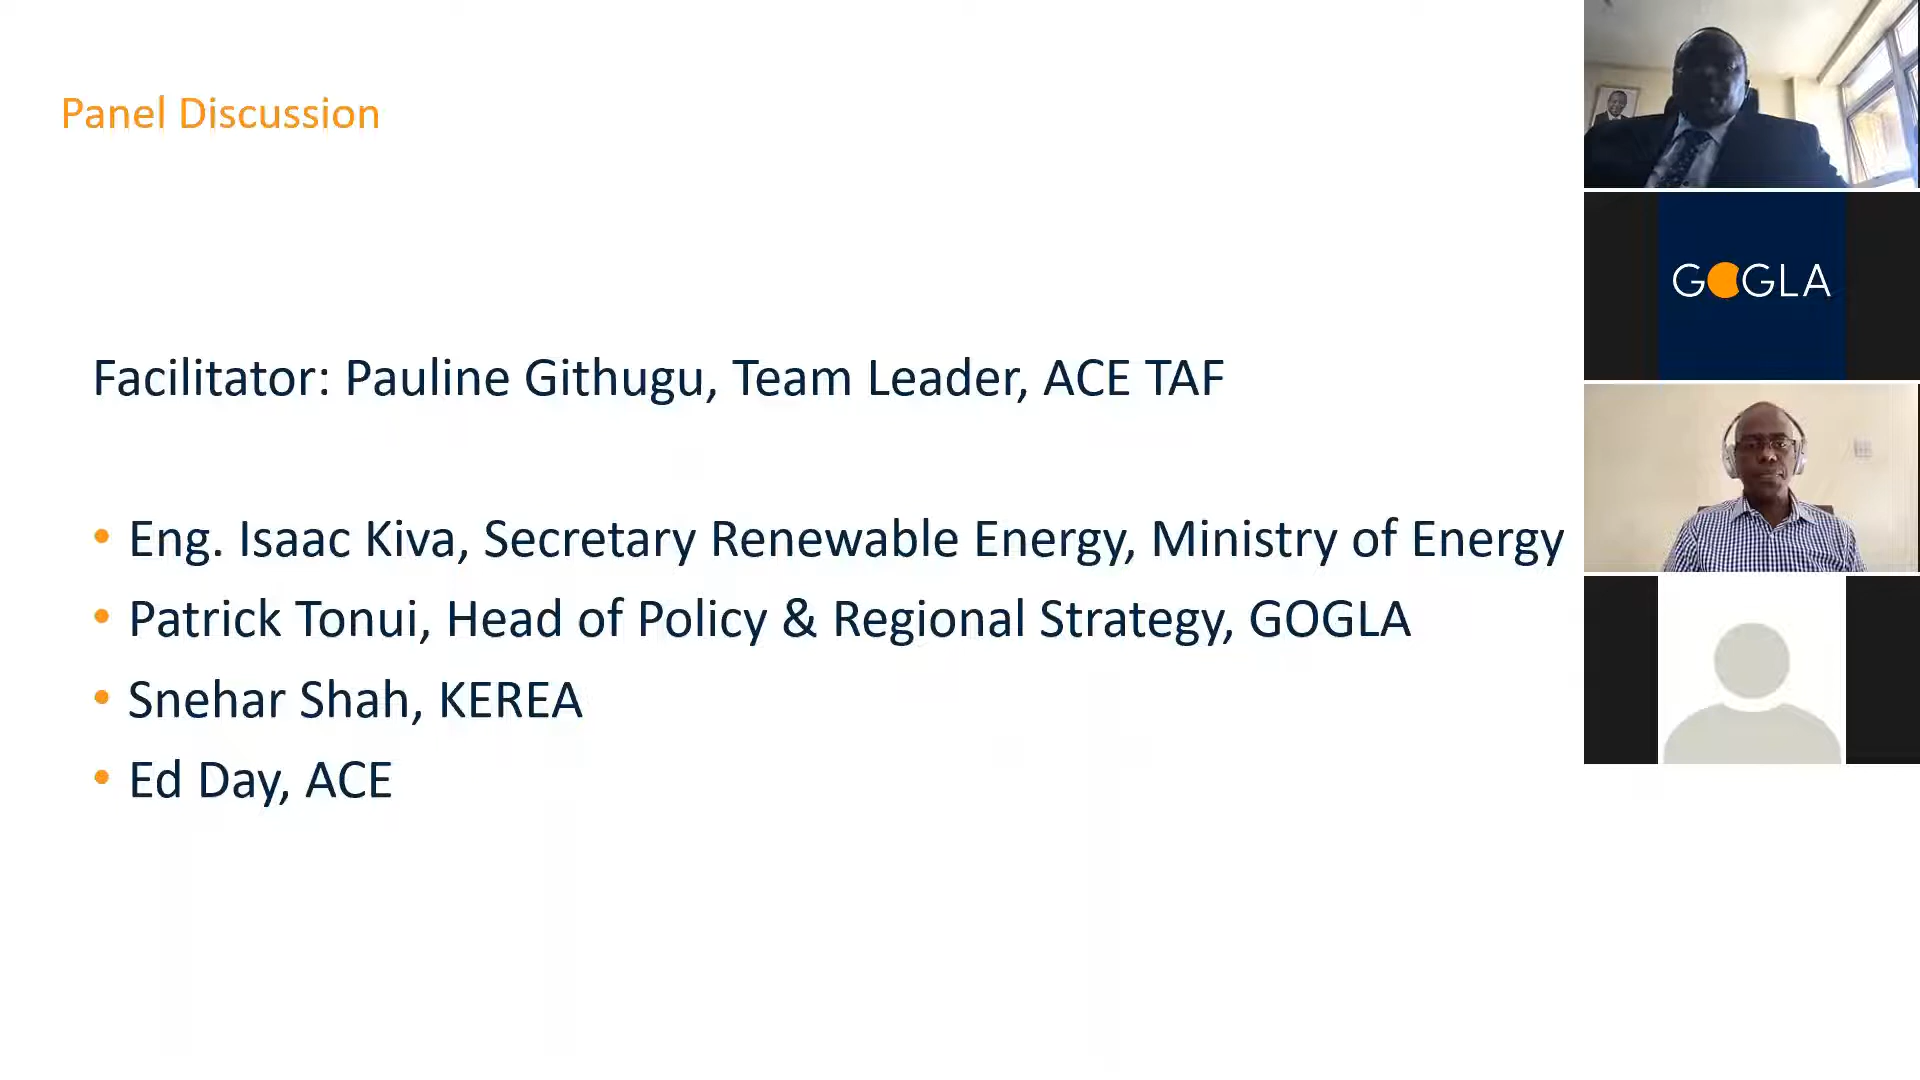 Panel Discussion
Facilitator: Pauline Githugu, Team Leader, ACE TAF
• Eng. Isaac Kiva, Secretary Renewable Energy, Ministry of Energy
• Patrick Tonui, Head of Policy & Regional Strategy, GOGLA
• Snehar Shah, KEREA
• Ed Day, ACE
GOGLA